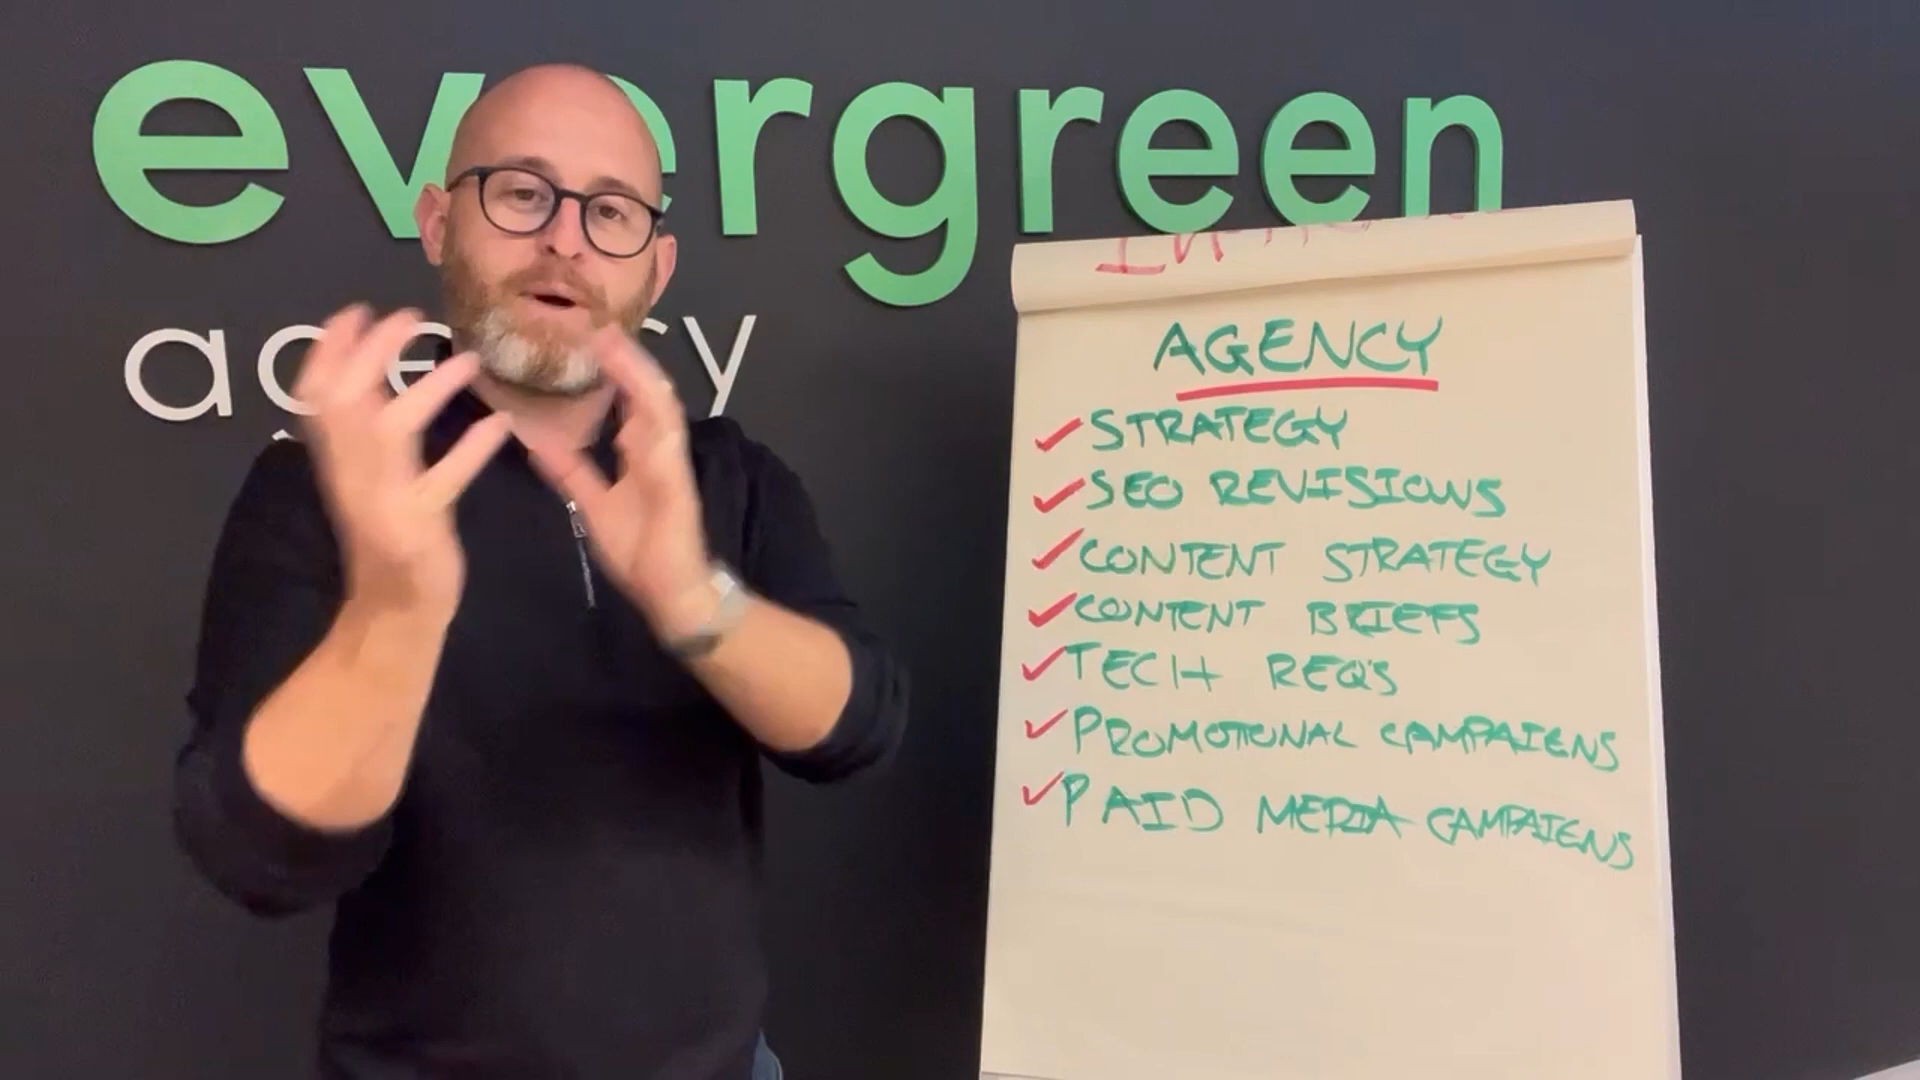 evergreen
agency
AGENCY
STRATEGY
SEO REVISIONS
CONTENT STRATEGY
CONTENT BRIEFS
TECH REQ'S
PROMOTIONAL CAMPAIGNS
PAID MEDIA CAMPAIGNS